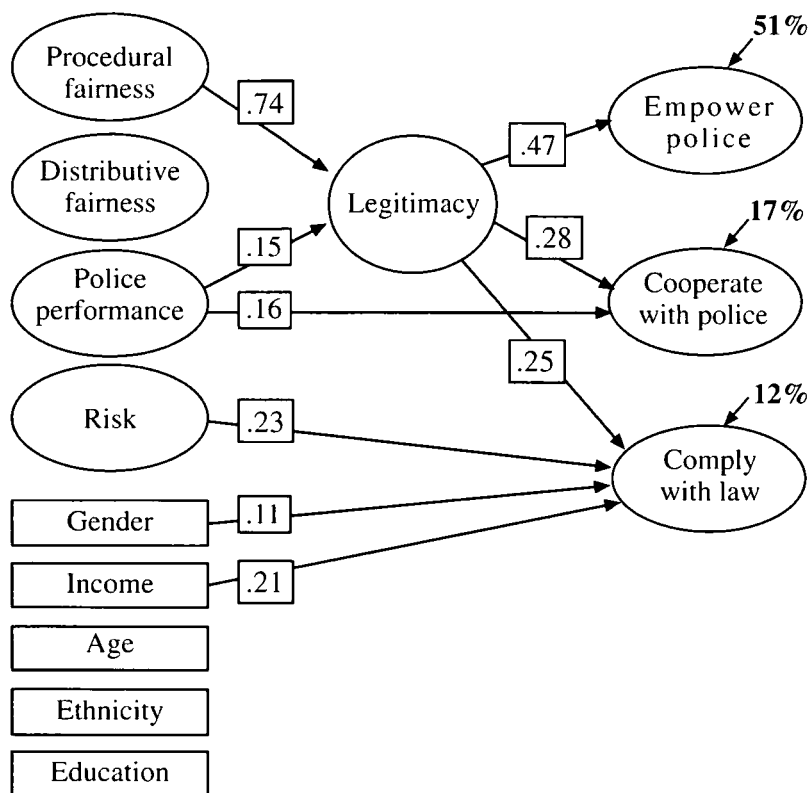 51%
Procedural
fairness
.74
Empower
police
.47
Distributive
fairness
Legitimacy
17%
.28
.15
Police
performance
.16
Cooperate
with police
.25
12%
Risk
.23
Comply
with law
Gender
.11
Income
.21
Age
Ethnicity
Education